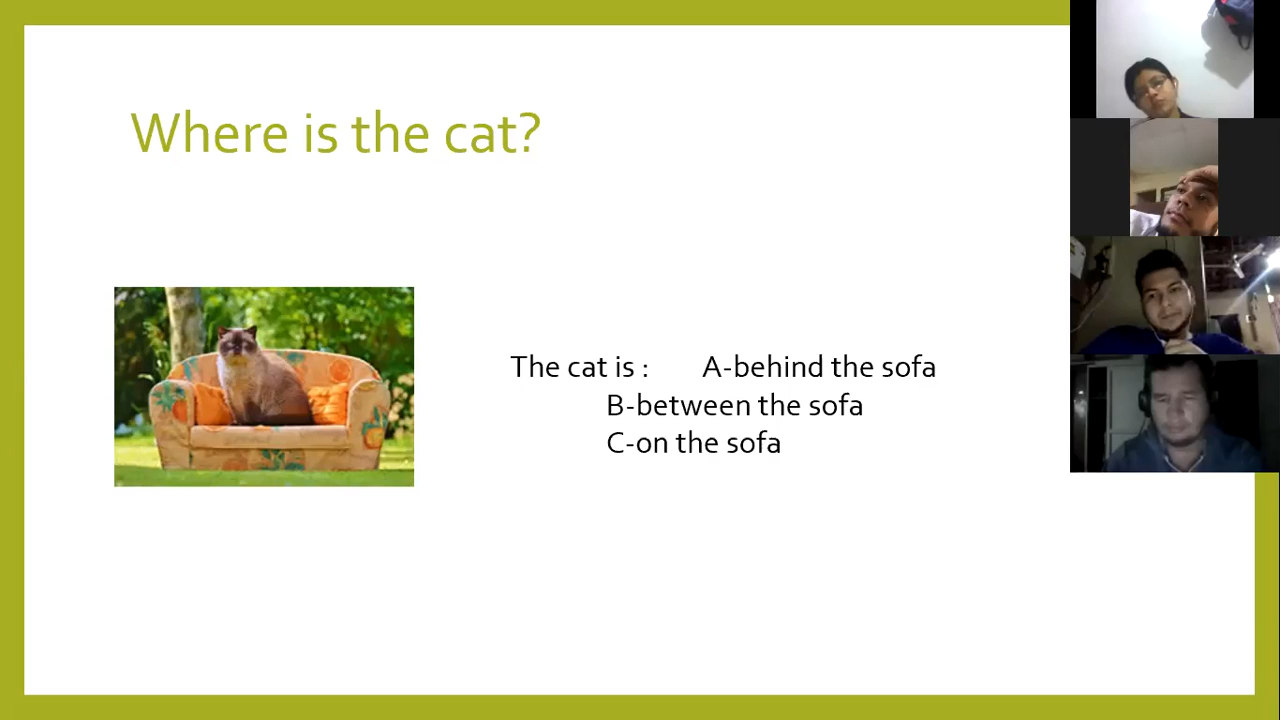 Where is the cat?
The cat is : A-behind the sofa
B-between the sofa
C-on the sofa